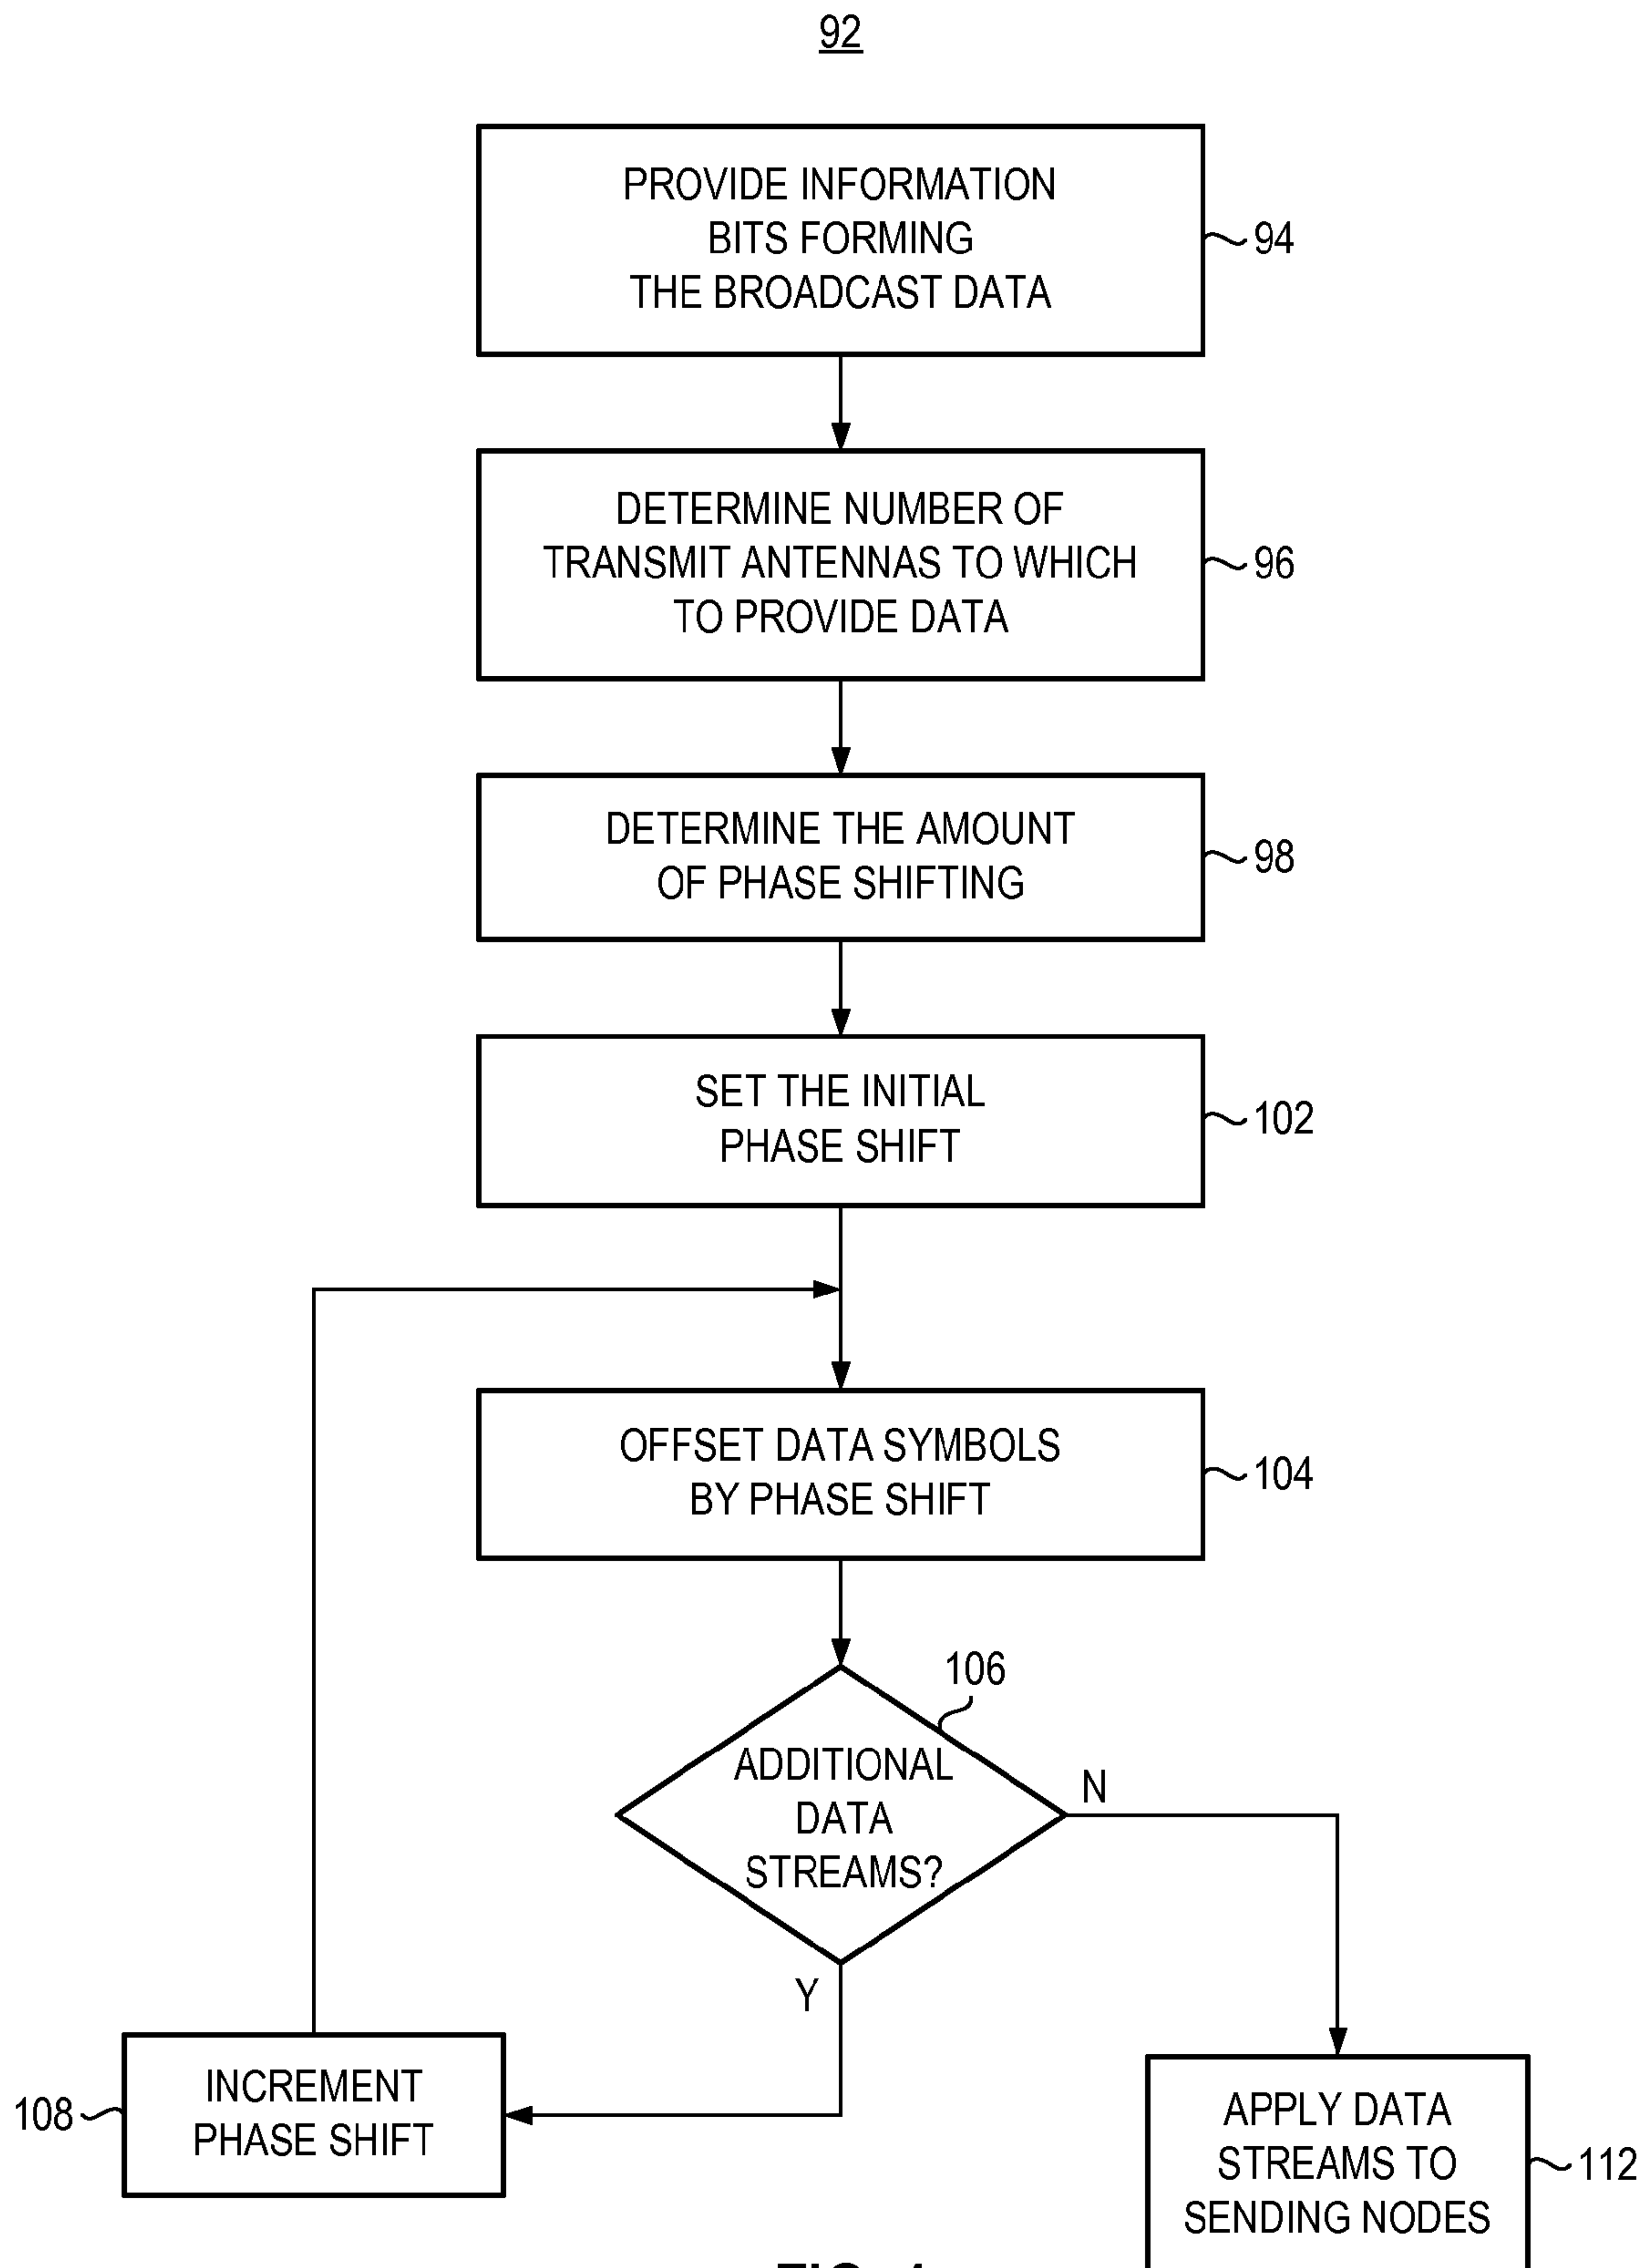 92
PROVIDE INFORMATION
BITS FORMING
THE BROADCAST DATA
94
DETERMINE NUMBER OF
TRANSMIT ANTENNAS TO WHICH
TO PROVIDE DATA
96
DETERMINE THE AMOUNT
OF PHASE SHIFTING
98
SET THE INITIAL
PHASE SHIFT
102
OFFSET DATA SYMBOLS
BY PHASE SHIFT
104
106
ADDITIONAL
DATA
STREAMS?
N
Y
INCREMENT
PHASE SHIFT
108
APPLY DATA
STREAMS TO
SENDING NODES
112